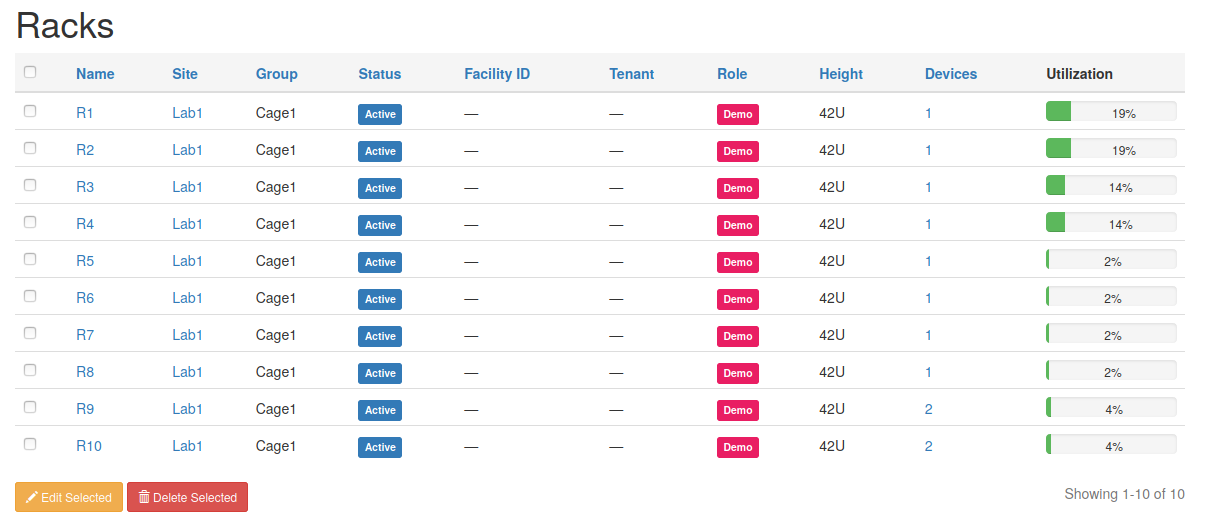 Racks
Name Site Group Status Facility ID Tenant Role Height Devices Utilization
R1 Lab1 Cage1 Active — — Demo 42U 1 19%
R2 Lab1 Cage1 Active — — Demo 42U 1 19%
R3 Lab1 Cage1 Active — — Demo 42U 1 14%
R4 Lab1 Cage1 Active — — Demo 42U 1 14%
R5 Lab1 Cage1 Active — — Demo 42U 1 2%
R6 Lab1 Cage1 Active — — Demo 42U 1 2%
R7 Lab1 Cage1 Active — — Demo 42U 1 2%
R8 Lab1 Cage1 Active — — Demo 42U 1 2%
R9 Lab1 Cage1 Active — — Demo 42U 2 4%
R10 Lab1 Cage1 Active — — Demo 42U 2 4%
Edit Selected Delete Selected Showing 1-10 of 10